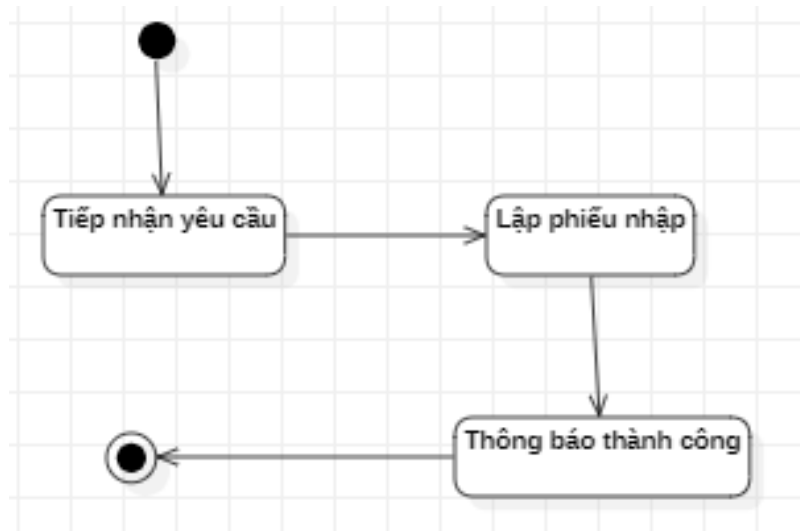 Tiếp nhận yêu cầu
Lập phiếu nhập
Thông báo thành công